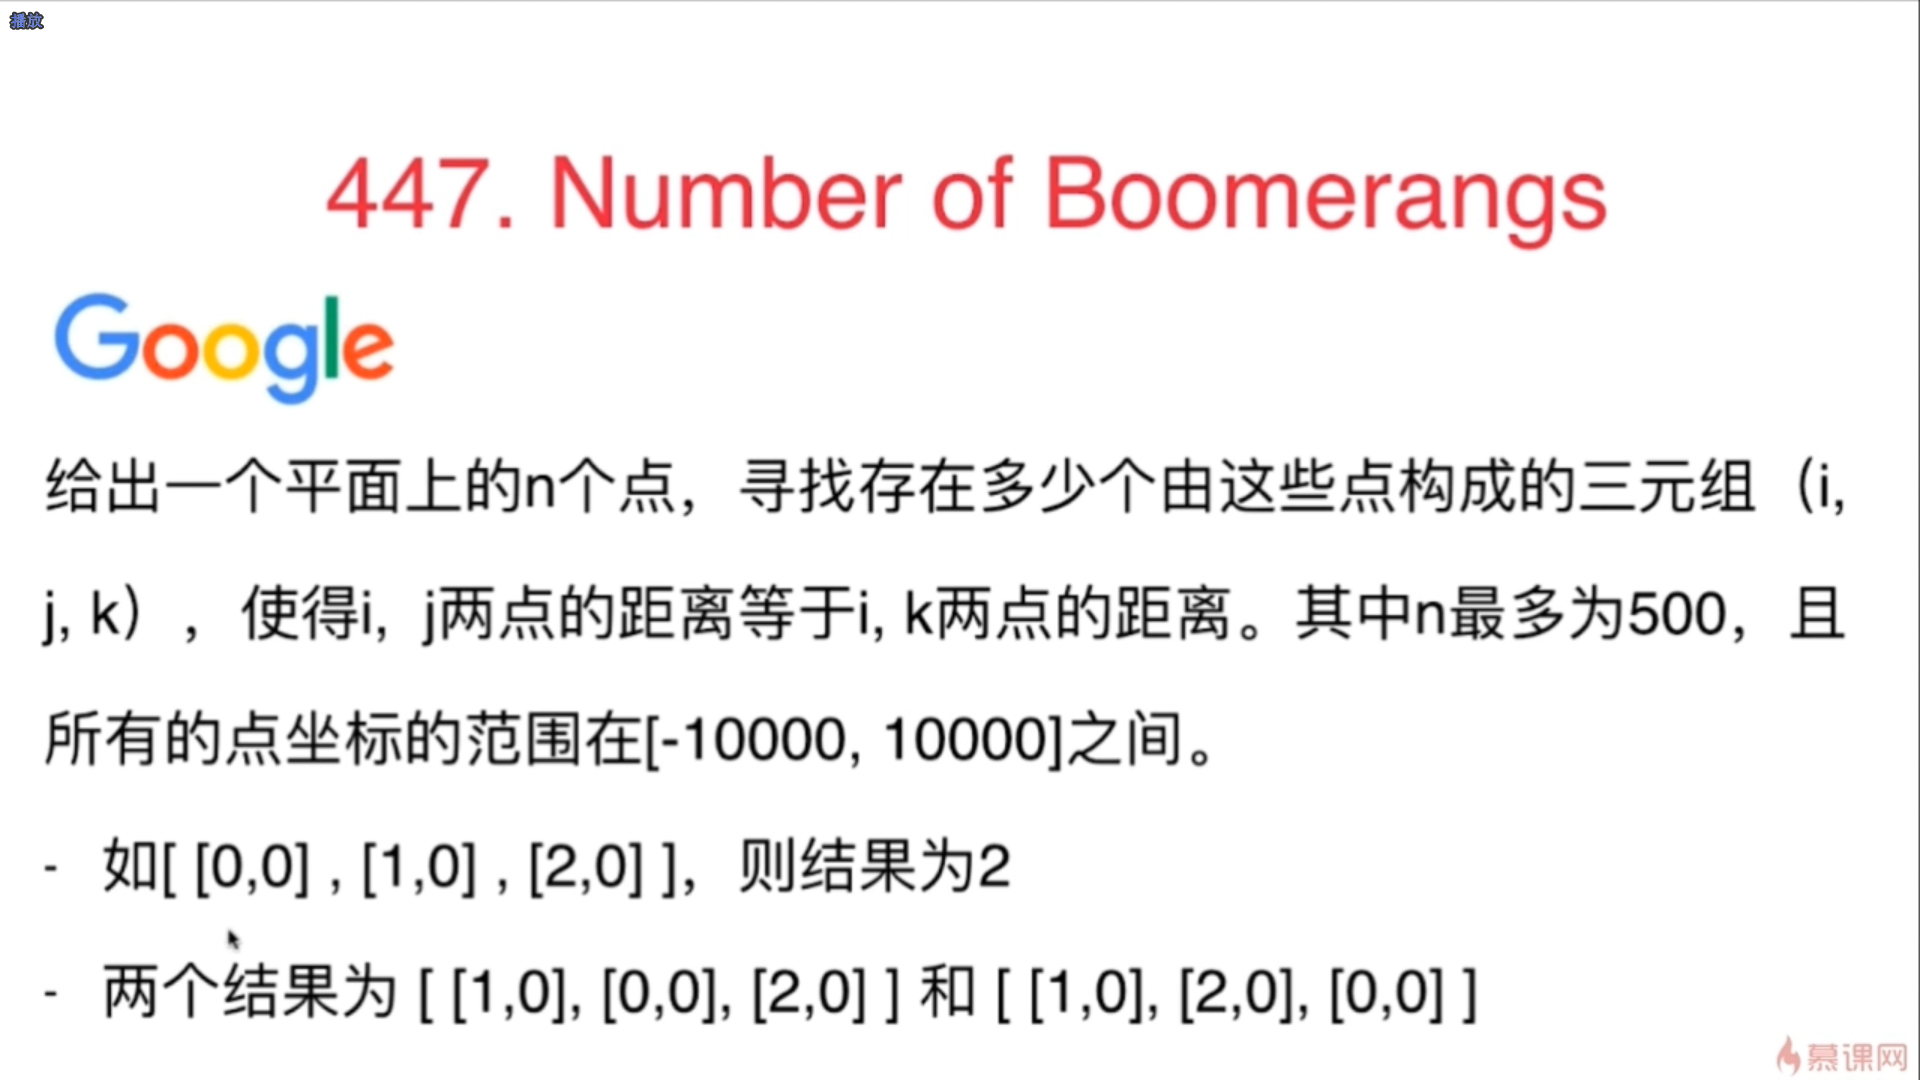 播放
447. Number of Boomerangs
Google
给出一个平面上的n个点，寻找存在多少个由这些点构成的三元组（i,
j, k），使得i, j两点的距离等于i, k两点的距离。其中n最多为500，且
所有的点坐标的范围在[-10000, 10000]之间。
- 如[ [0,0] , [1,0] , [2,0] ]，则结果为2
- 两个结果为 [ [1,0], [0,0], [2,0] ] 和 [ [1,0], [2,0], [0,0] ]
慕课网